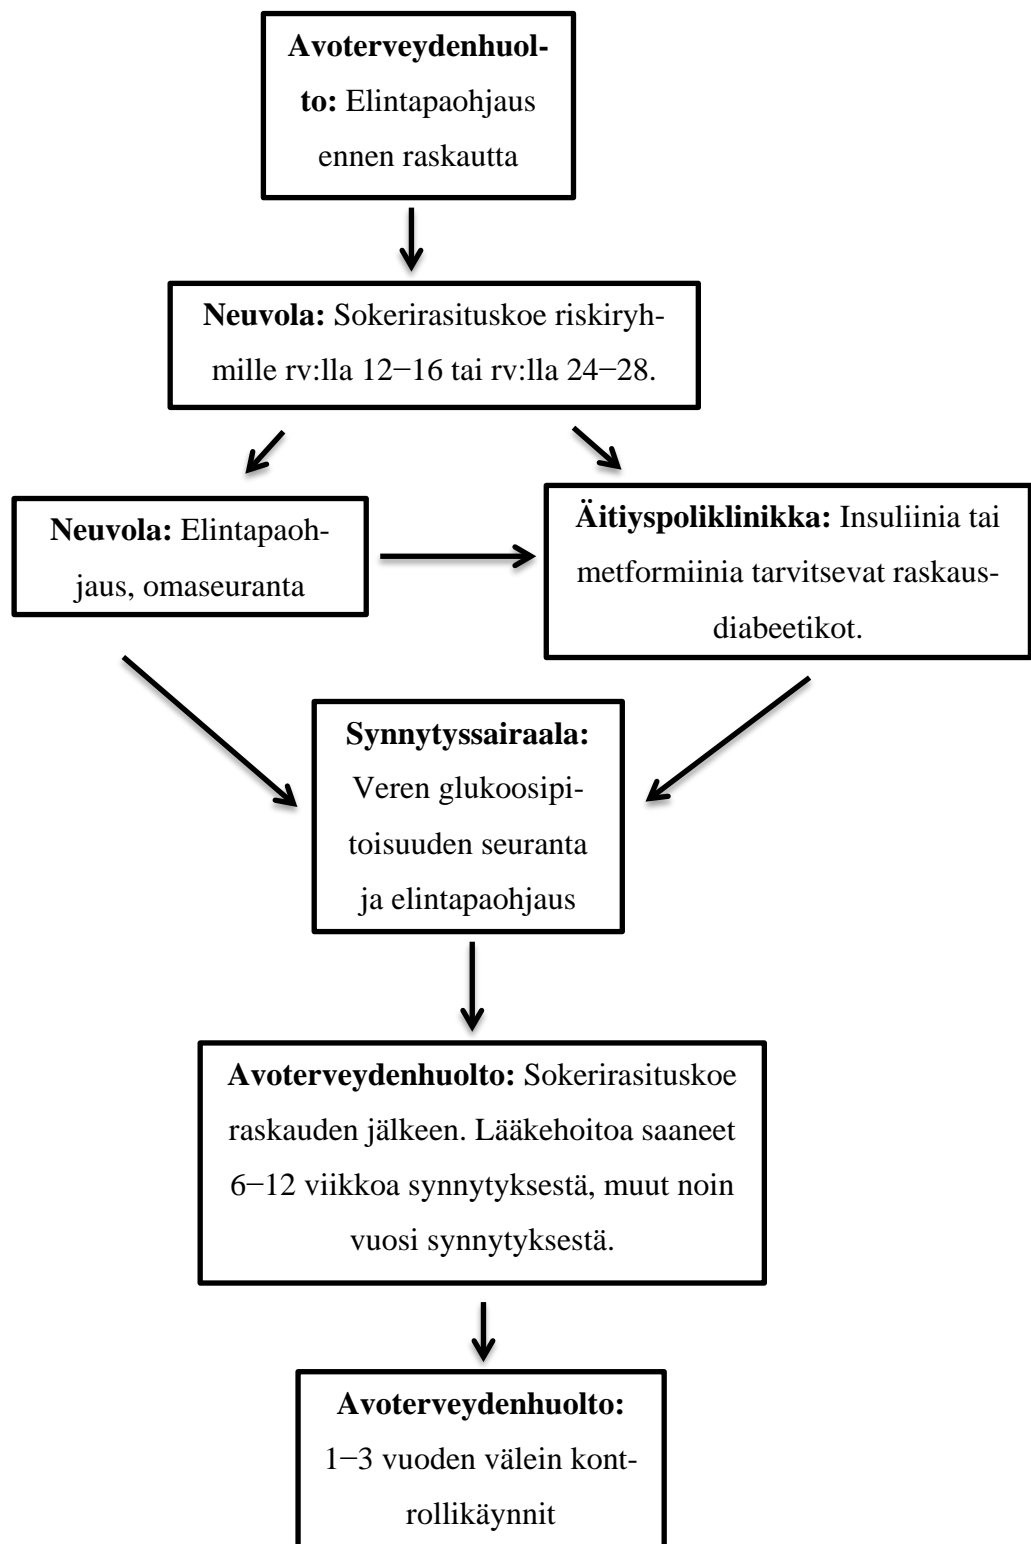 Avoterveydenhuol-
to: Elintapaohjaus
ennen raskautta
Neuvola: Sokerirasituskoe riskiryh-
mille rv:lla 12−16 tai rv:lla 24−28.
Neuvola: Elintapaoh-
jaus, omaseuranta
Äitiyspoliklinikka: Insuliinia tai
metformiinia tarvitsevat raskaus-
diabeetikot.
Synnytyssairaala:
Veren glukoosipi-
toisuuden seuranta
ja elintapaohjaus
Avoterveydenhuolto: Sokerirasituskoe
raskauden jälkeen. Lääkehoitoa saaneet
6−12 viikkoa synnytyksestä, muut noin
vuosi synnytyksestä.
Avoterveydenhuolto:
1−3 vuoden välein kont-
rollikäynnit